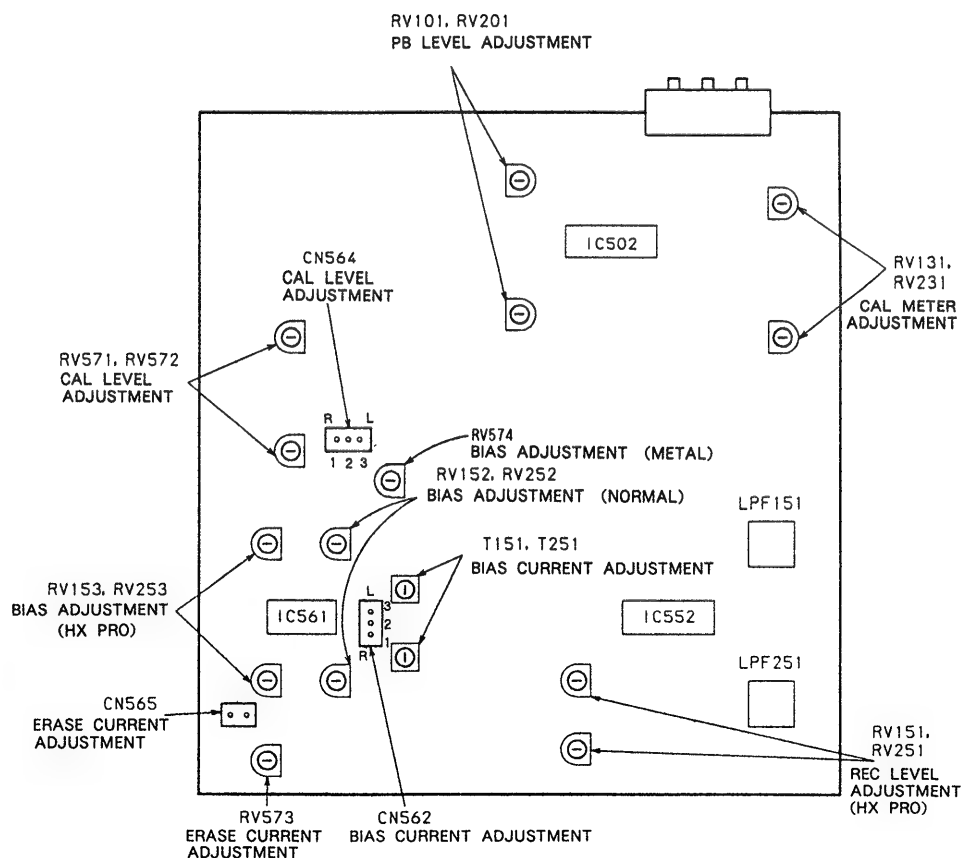 RV101, RV201
PB LEVEL ADJUSTMENT
IC502
CN564
CAL LEVEL
ADJUSTMENT
RV131,
RV231
CAL METER
ADJUSTMENT
RV571, RV572
CAL LEVEL
ADJUSTMENT
R L
1 2 3
RV574
BIAS ADJUSTMENT (METAL)
RV152, RV252
BIAS ADJUSTMENT (NORMAL)
LPF151
T151, T251
BIAS CURRENT ADJUSTMENT
RV153, RV253
BIAS ADJUSTMENT
(HX PRO)
IC561
L
3
2
1
R
IC552
LPF251
CN565
ERASE CURRENT
ADJUSTMENT
RV151,
RV251
REC LEVEL
ADJUSTMENT
(HX PRO)
RV573
ERASE CURRENT
ADJUSTMENT
CN562
BIAS CURRENT ADJUSTMENT